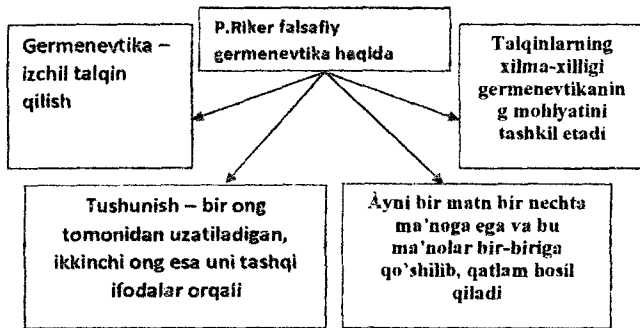 P.Riker falsafiy
germenevtika haqida
Germenevtika –
izchil talqin
qilish
Talqinlarning
xilma-xilligi
germenevtikanin
g mohiyatini
tashkil etadi
Tushunish – bir ong
tomonidan uzatiladigan,
ikkinchi ong esa uni tashqi
ifodalar orqali
Àyni bir matn bir nechta
ma’noga ega va bu
ma’nolar bir-biriga
qo’shilib, qatlam hosil
qiladi